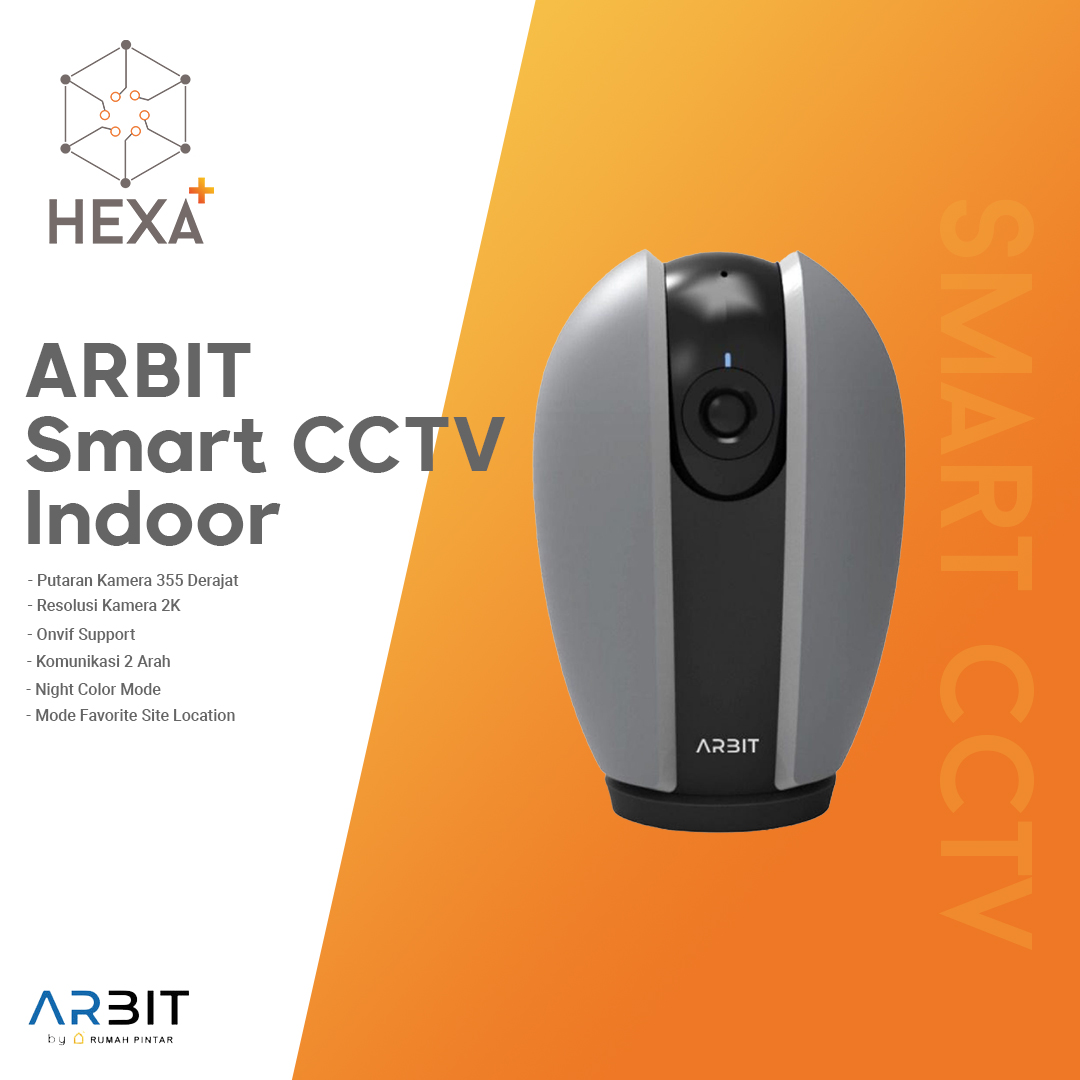 HEXA+
ARBIT
Smart CCTV
Indoor
- Putaran Kamera 355 Derajat
- Resolusi Kamera 2K
- Onvif Support
- Komunikasi 2 Arah
- Night Color Mode
- Mode Favorite Site Location
ARBIT
SMART CCTV
ARBIT
by RUMAH PINTAR